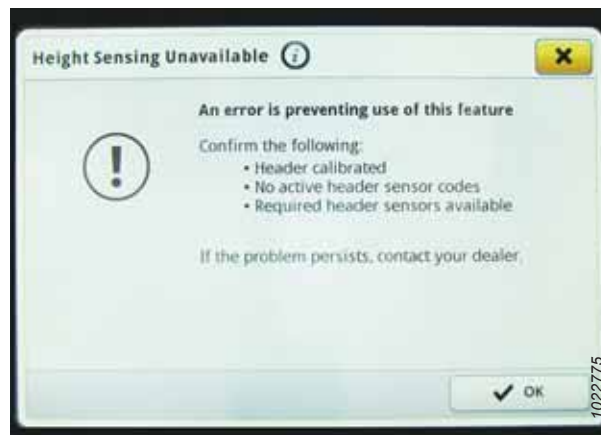 Height Sensing Unavailable
An error is preventing use of this feature
Confirm the following:
• Header calibrated
• No active header sensor codes
• Required header sensors available
If the problem persists, contact your dealer.
OK
1022775